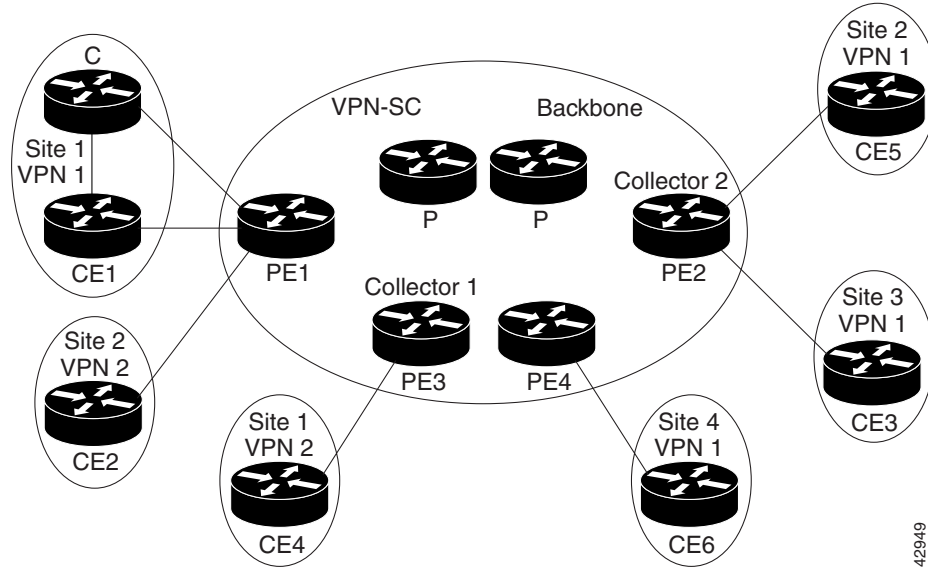 C
Site 1
VPN 1
CE1
Site 2
VPN 2
CE2
VPN-SC
Backbone
P
P
PE1
Collector 2
PE2
Collector 1
PE3
PE4
Site 1
VPN 2
CE4
Site 4
VPN 1
CE6
Site 2
VPN 1
CE5
Site 3
VPN 1
CE3
42949